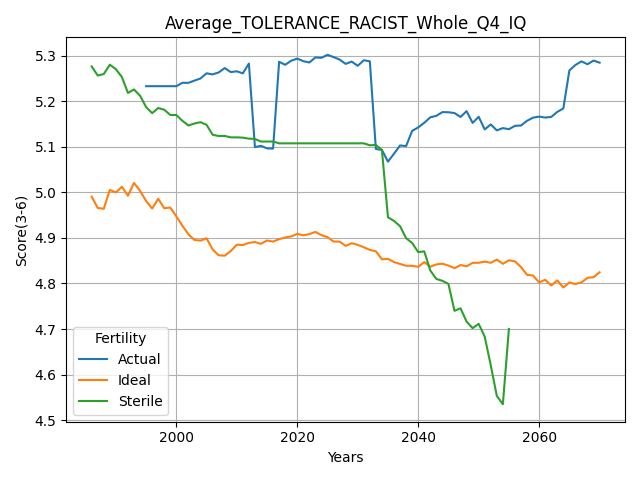 Average_TOLERANCE_RACIST_Whole_Q4_IQ
Score(3-6)
5.3
5.2
5.1
5.0
4.9
4.8
4.7
4.6
4.5
Fertility
Actual
Ideal
Sterile
2000 2020 2040 2060
Years